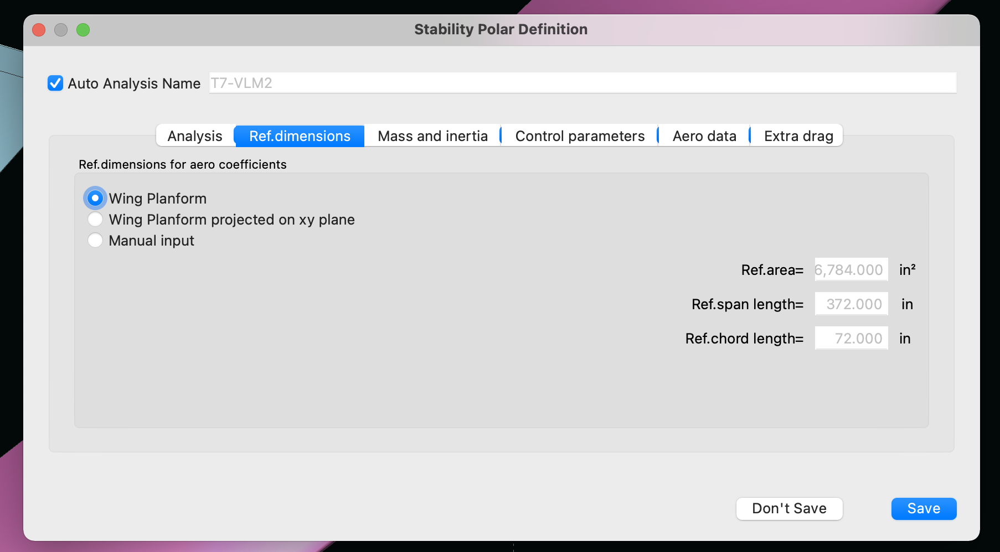 Stability Polar Definition
Auto Analysis Name T7-VLM2
Analysis Ref.dimensions Mass and inertia Control parameters Aero data Extra drag
Ref.dimensions for aero coefficients
Wing Planform
Wing Planform projected on xy plane
Manual input
Ref.area= 6,784.000 in²
Ref.span length= 372.000 in
Ref.chord length= 72.000 in
Don't Save Save